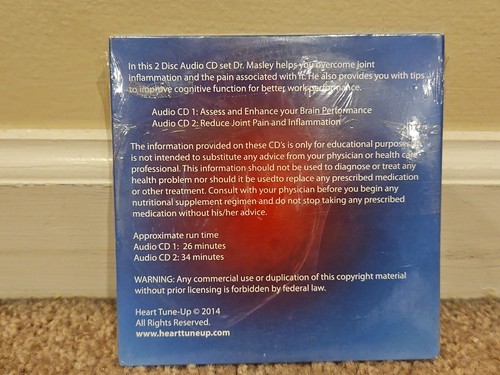 In this 2 Disc Audio CD set Dr. Masley helps you overcome joint
inflammation and the pain associated with it. He also provides you with tips
to improve cognitive function for better work performance.
Audio CD 1: Assess and Enhance your Brain Performance
Audio CD 2: Reduce Joint Pain and Inflammation
The information provided on these CD's is only for educational purposes
is not intended to substitute any advice from your physician or health care
professional. This information should not be used to diagnose or treat any
health problem nor should it be usedto replace any prescribed medication
or other treatment. Consult with your physician before you begin any
nutritional supplement regimen and do not stop taking any prescribed
medication without his/her advice.
Approximate run time
Audio CD 1: 26 minutes
Audio CD 2: 34 minutes
WARNING: Any commercial use or duplication of this copyright material
without prior licensing is forbidden by federal law.
Heart Tune-Up © 2014
All Rights Reserved.
www.hearttuneup.com